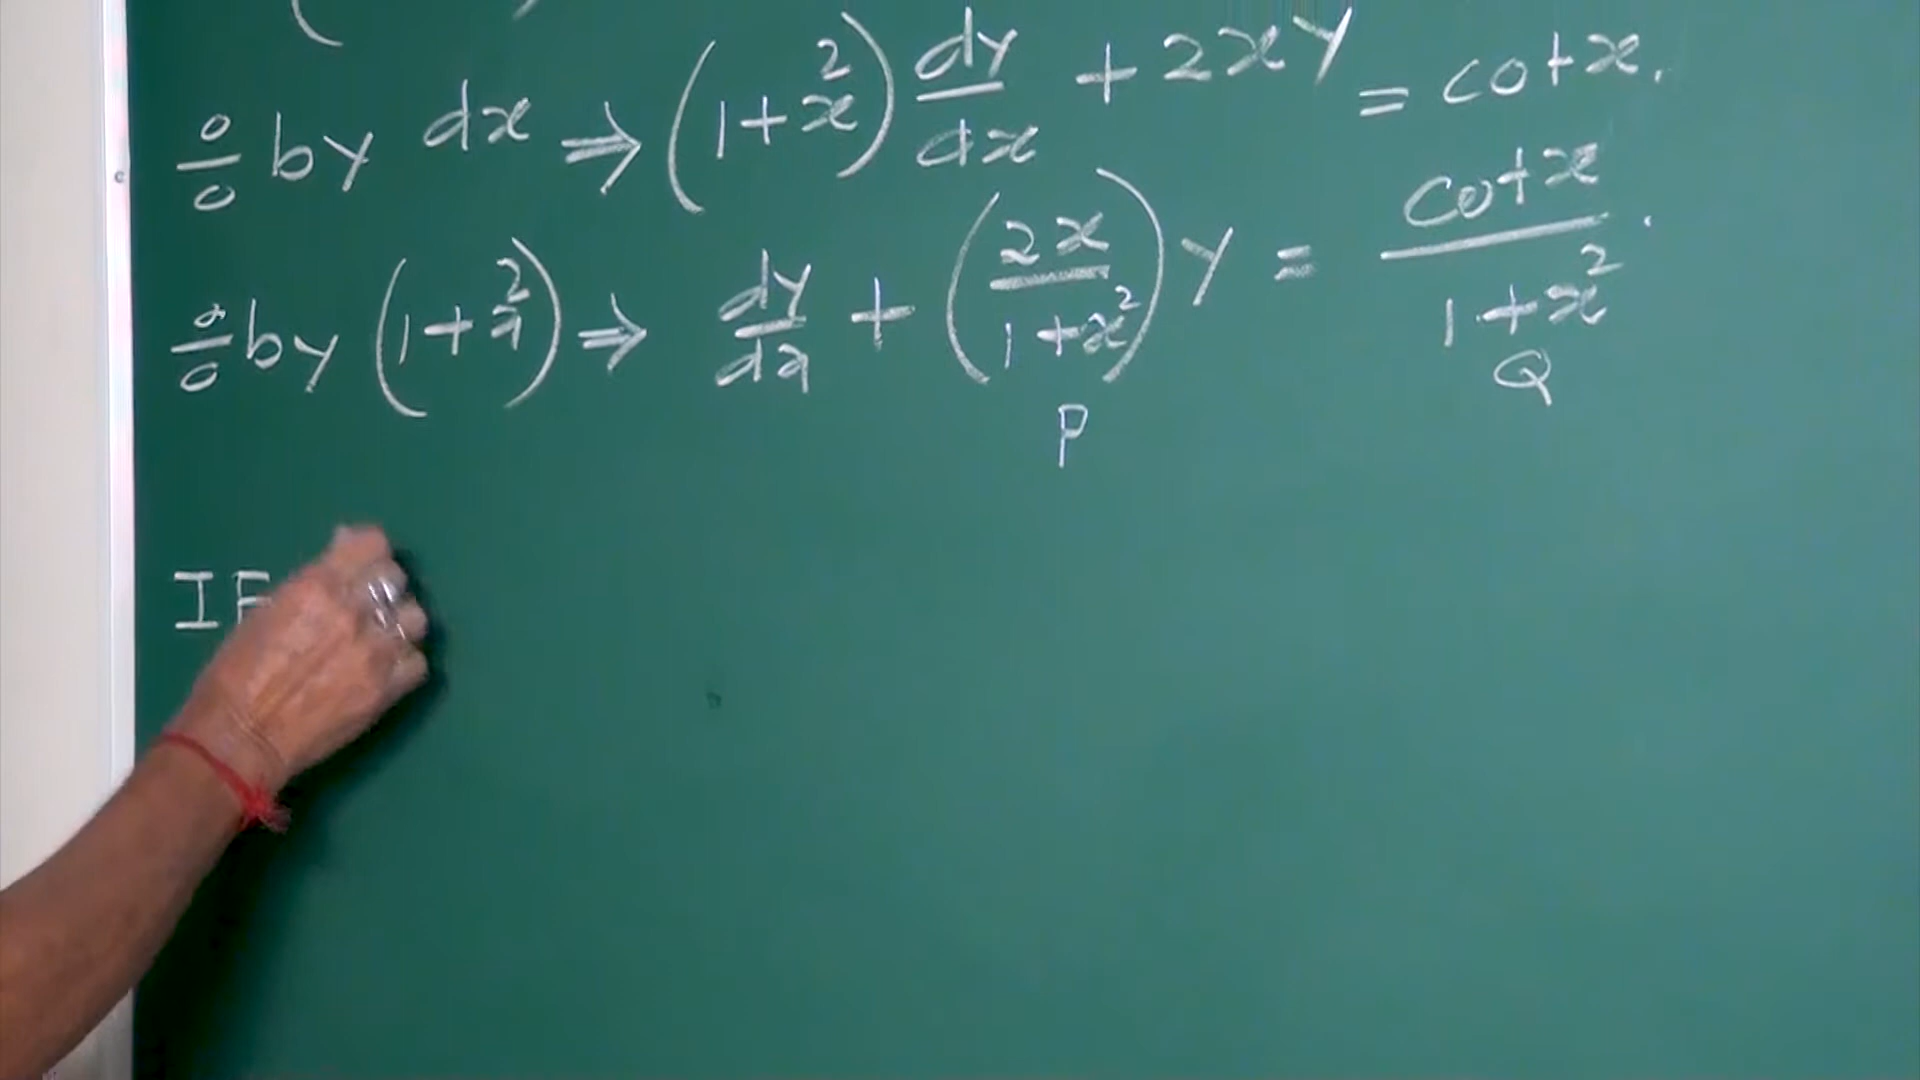 ÷ by dx ⇒ (1+x²) dy/dx + 2xy = cotx.
÷ by (1+x²) ⇒ dy/dx + (2x/1+x²) y = cotx/1+x².
P Q
IF